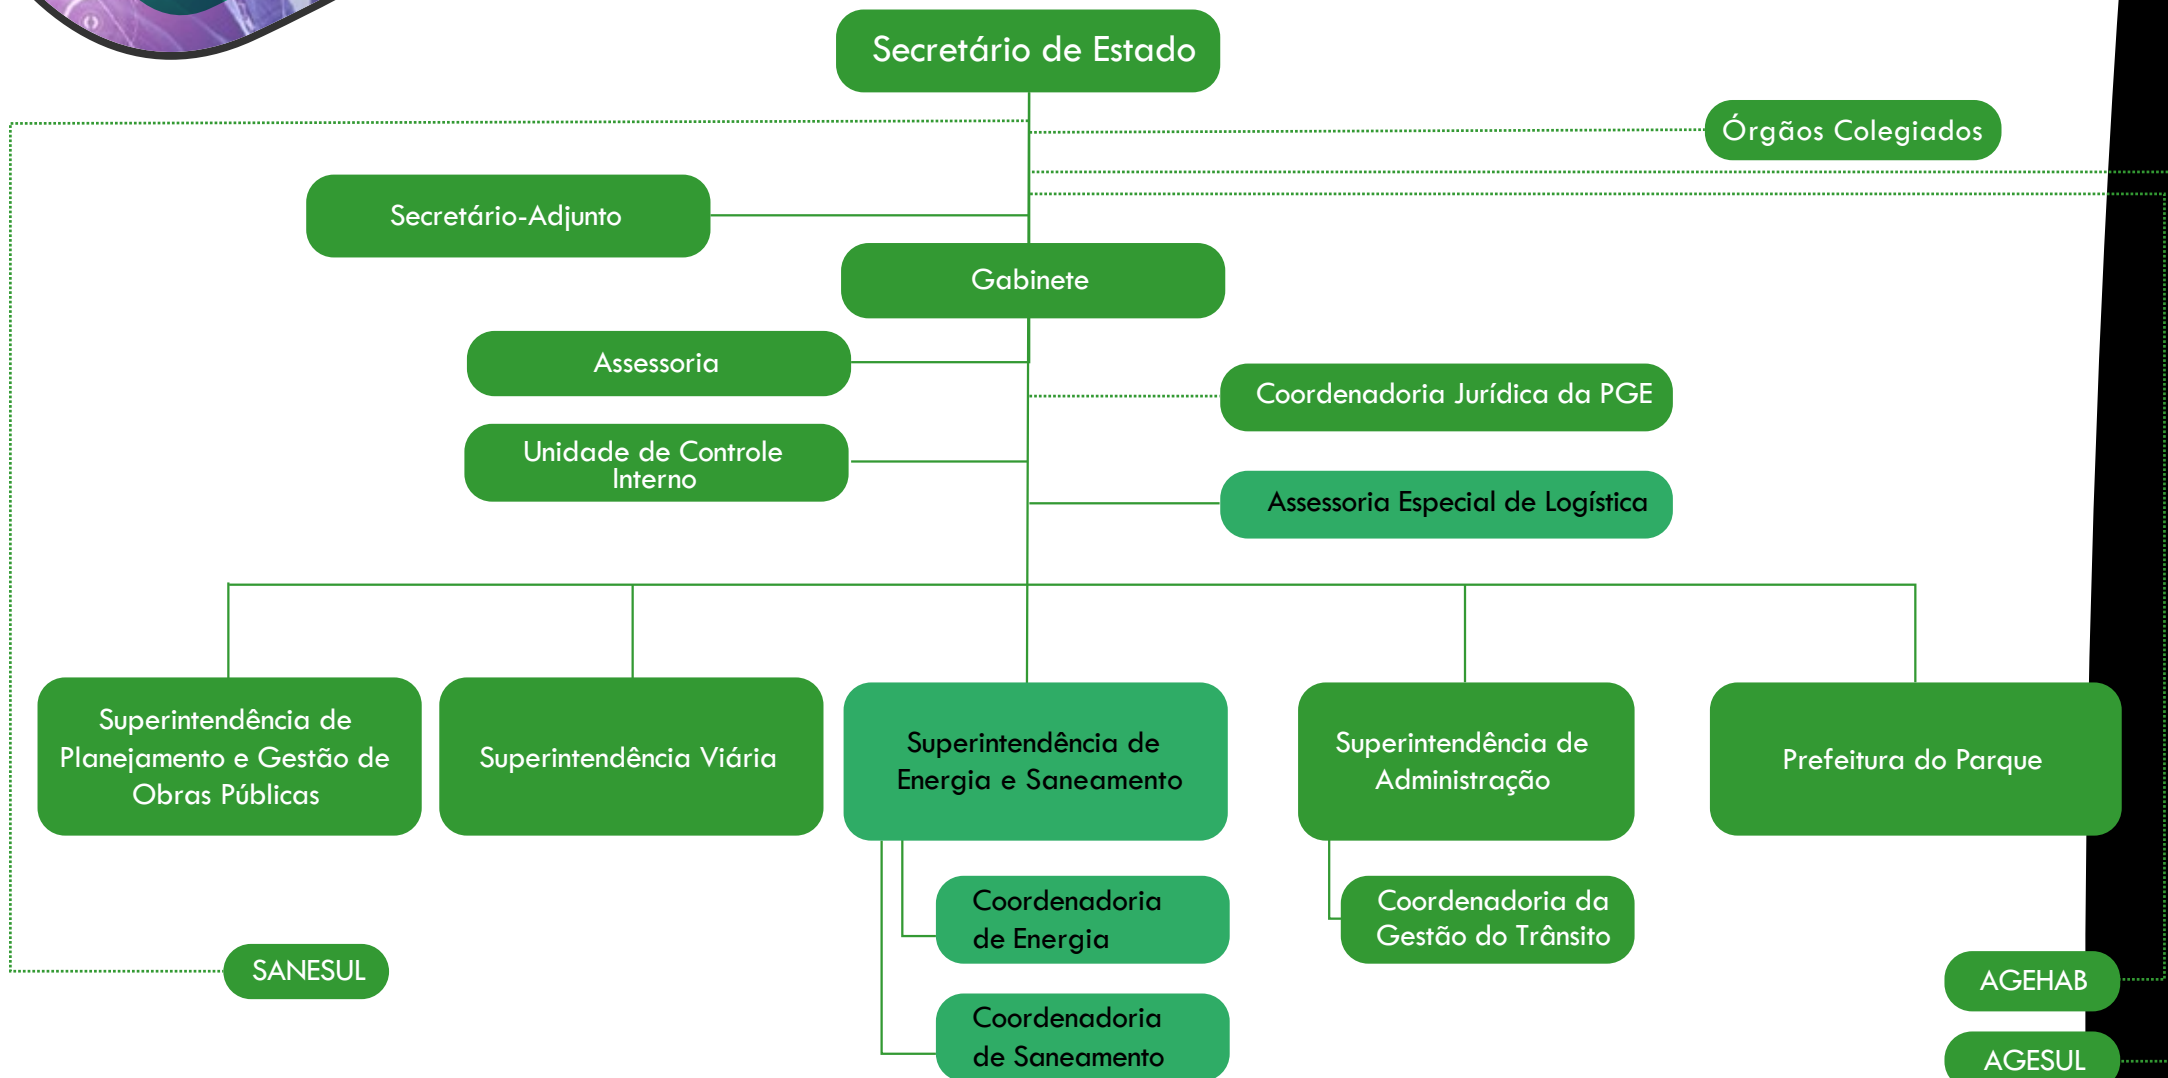 Secretário de Estado
Órgãos Colegiados
Secretário-Adjunto
Gabinete
Assessoria
Coordenadoria Jurídica da PGE
Unidade de Controle
Interno
Assessoria Especial de Logística
Superintendência de
Planejamento e Gestão de
Obras Públicas
Superintendência Viária
Superintendência de
Energia e Saneamento
Superintendência de
Administração
Prefeitura do Parque
Coordenadoria
de Energia
Coordenadoria da
Gestão do Trânsito
SANESUL
AGEHAB
Coordenadoria
de Saneamento
AGESUL